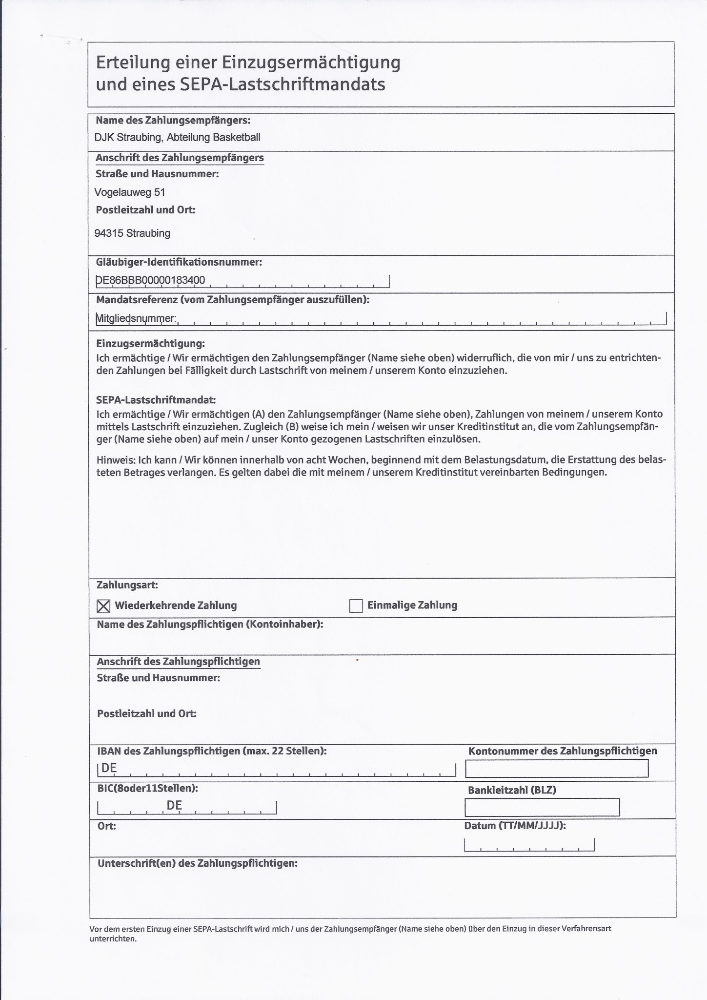 Erteilung einer Einzugsermächtigung
und eines SEPA-Lastschriftmandats
Name des Zahlungsempfängers:
DJK Straubing, Abteilung Basketball
Anschrift des Zahlungsempfängers
Straße und Hausnummer:
Vogelauweg 51
Postleitzahl und Ort:
94315 Straubing
Gläubiger-Identifikationsnummer:
DE86BBB00000183400
Mandatsreferenz (vom Zahlungsempfänger auszufüllen):
Mitgliedsnummer:
Einzugsermächtigung:
Ich ermächtige / Wir ermächtigen den Zahlungsempfänger (Name siehe oben) widerruflich, die von mir / uns zu entrichten-
den Zahlungen bei Fälligkeit durch Lastschrift von meinem / unserem Konto einzuziehen.
SEPA-Lastschriftmandat:
Ich ermächtige / Wir ermächtigen (A) den Zahlungsempfänger (Name siehe oben), Zahlungen von meinem / unserem Konto
mittels Lastschrift einzuziehen. Zugleich (B) weise ich mein / weisen wir unser Kreditinstitut an, die vom Zahlungsempfän-
ger (Name siehe oben) auf mein / unser Konto gezogenen Lastschriften einzulösen.
Hinweis: Ich kann / Wir können innerhalb von acht Wochen, beginnend mit dem Belastungsdatum, die Erstattung des belas-
teten Betrages verlangen. Es gelten dabei die mit meinem / unserem Kreditinstitut vereinbarten Bedingungen.
Zahlungsart:
Wiederkehrende Zahlung Einmalige Zahlung
Name des Zahlungspflichtigen (Kontoinhaber):
Anschrift des Zahlungspflichtigen
Straße und Hausnummer:
Postleitzahl und Ort:
IBAN des Zahlungspflichtigen (max. 22 Stellen): Kontonummer des Zahlungspflichtigen
DE
BIC(8oder11Stellen): Bankleitzahl (BLZ)
DE
Ort: Datum (TT/MM/JJJJ):
Unterschrift(en) des Zahlungspflichtigen:
Vor dem ersten Einzug einer SEPA-Lastschrift wird mich / uns der Zahlungsempfänger (Name siehe oben) über den Einzug in dieser Verfahrensart
unterrichten.